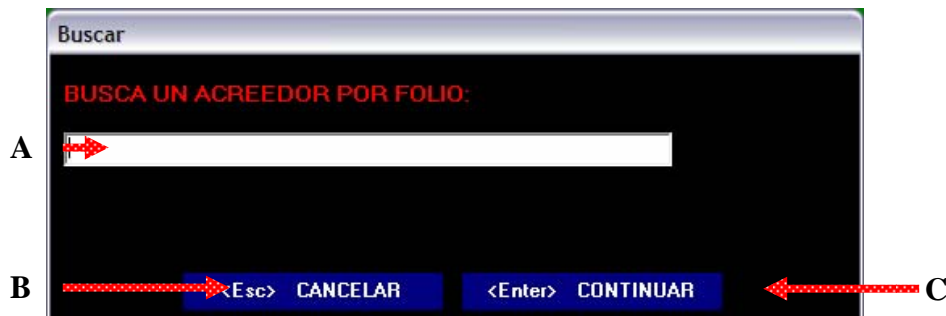 Buscar
BUSCA UN ACREEDOR POR FOLIO:
A
B <Esc> CANCELAR <Enter> CONTINUAR C